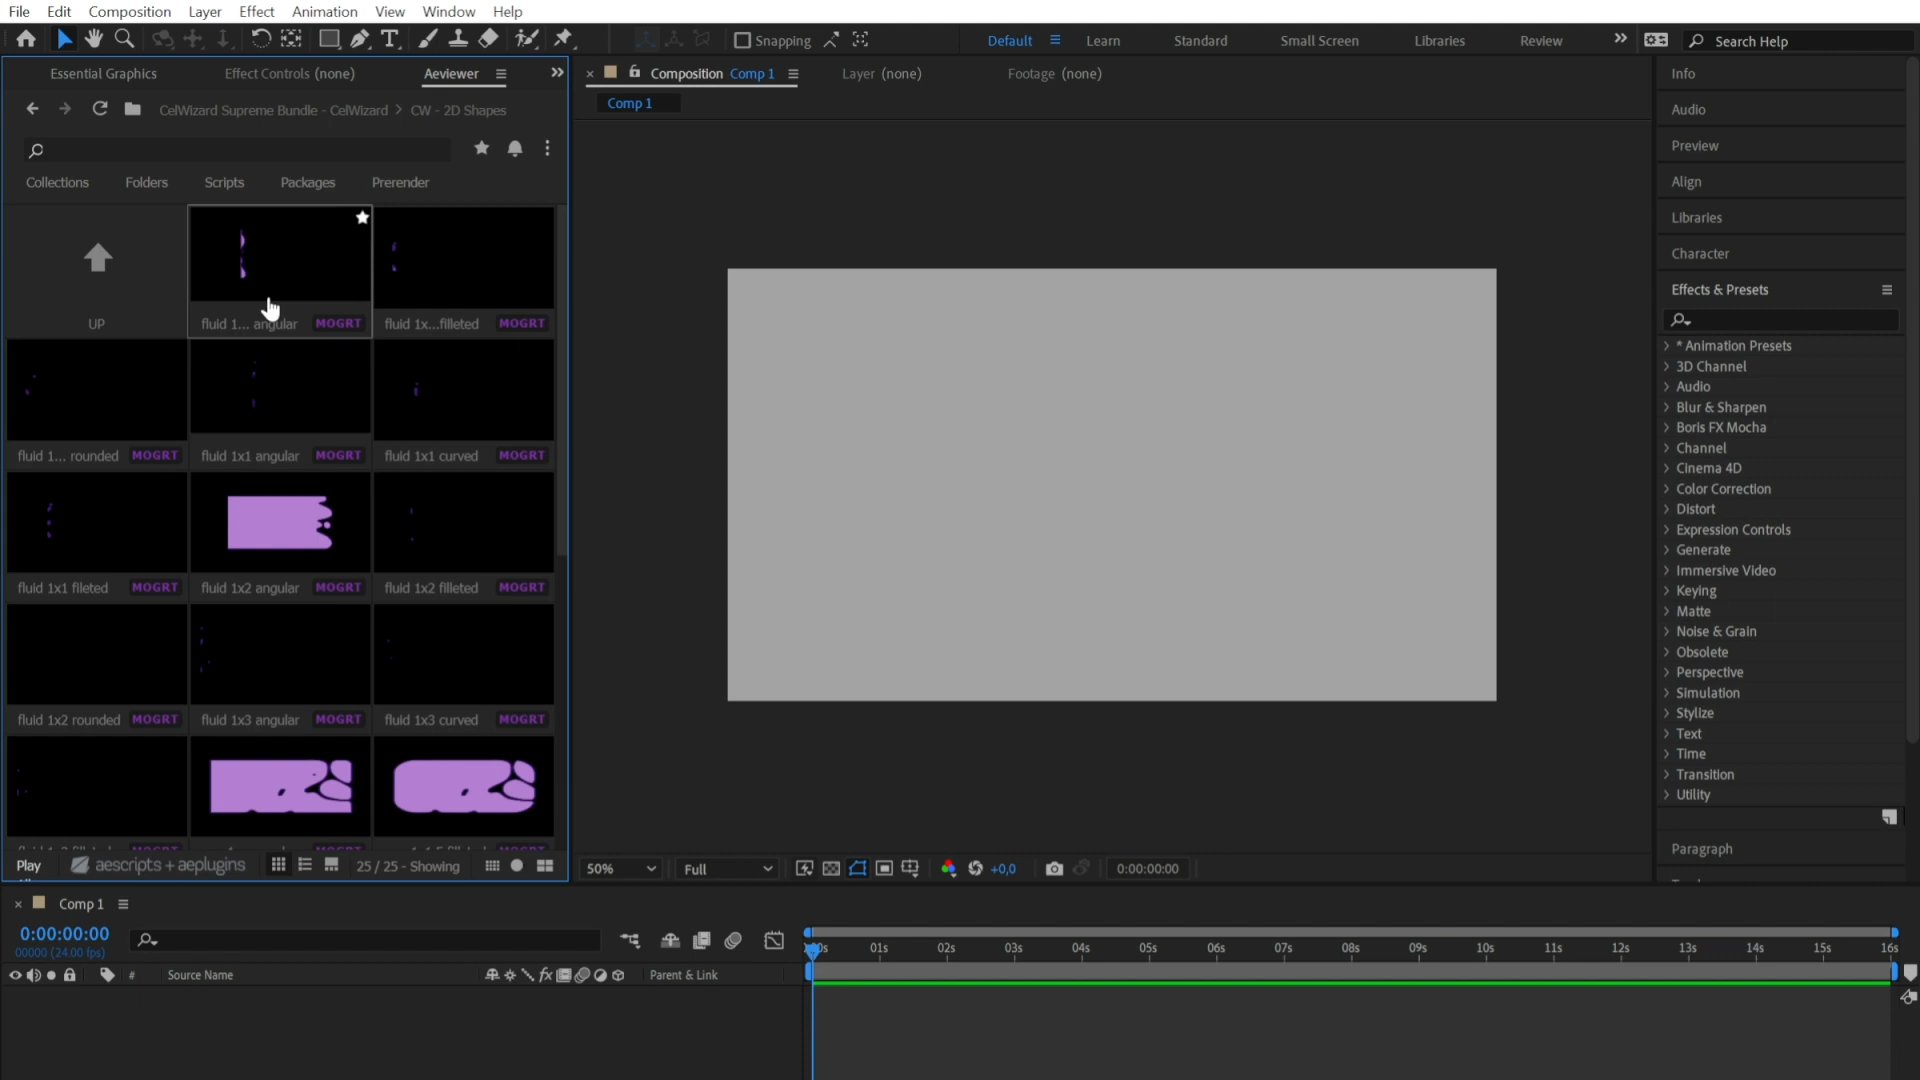 File Edit Composition Layer Effect Animation View Window Help
Snapping Default Learn Standard Small Screen Libraries Review Search Help
Essential Graphics Effect Controls (none) Aeviewer
Composition Comp 1 Layer (none) Footage (none)
Comp 1
CelWizard Supreme Bundle - CelWizard > CW - 2D Shapes
Collections Folders Scripts Packages Prerender
UP fluid 1... angular MOGRT fluid 1x...filleted MOGRT
fluid 1... rounded MOGRT fluid 1x1 angular MOGRT fluid 1x1 curved MOGRT
fluid 1x1 filleted MOGRT fluid 1x2 angular MOGRT fluid 1x2 filleted MOGRT
fluid 1x2 rounded MOGRT fluid 1x3 angular MOGRT fluid 1x3 curved MOGRT
Play aescripts + aeplugins 25 / 25 - Showing
50% Full +0,0 0:00:00:00
Info
Audio
Preview
Align
Libraries
Character
Effects & Presets
* Animation Presets
3D Channel
Audio
Blur & Sharpen
Boris FX Mocha
Channel
Cinema 4D
Color Correction
Distort
Expression Controls
Generate
Immersive Video
Keying
Matte
Noise & Grain
Obsolete
Perspective
Simulation
Stylize
Text
Time
Transition
Utility
Paragraph
Comp 1
0:00:00:00
00000 (24.00 fps)
01s 02s 03s 04s 05s 06s 07s 08s 09s 10s 11s 12s 13s 14s 15s 16s
# Source Name fx Parent & Link